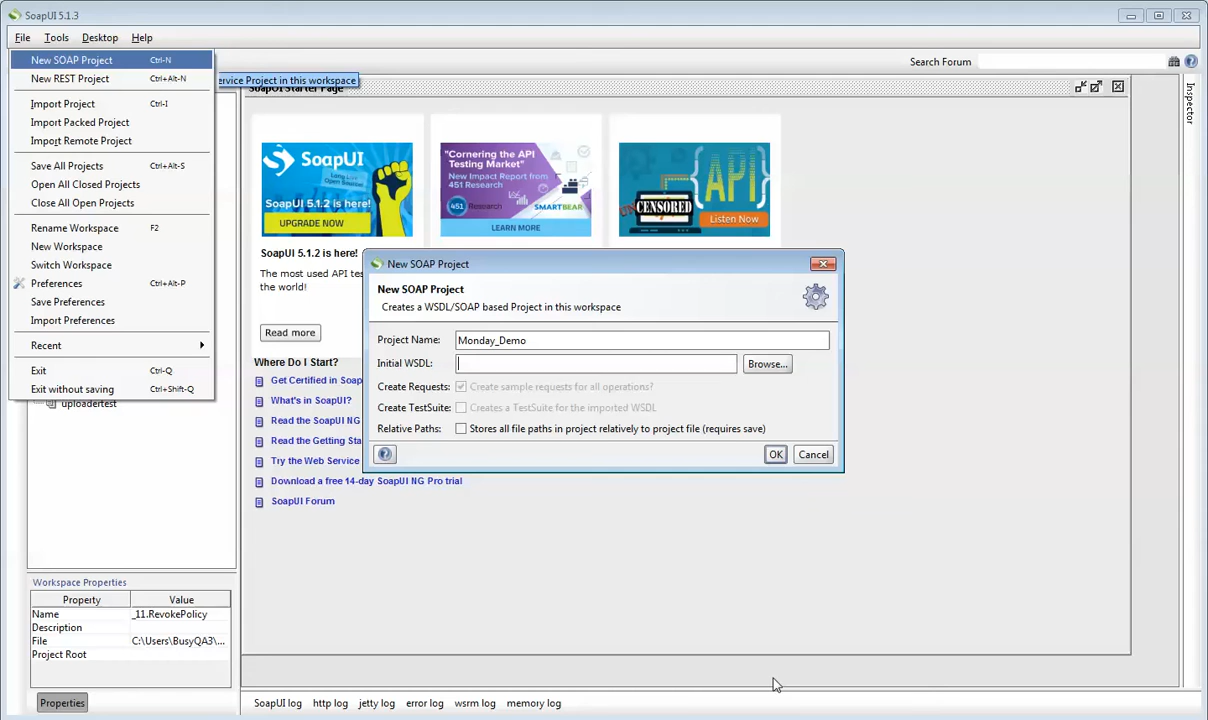 SoapUI 5.1.3
File Tools Desktop Help
New SOAP Project Ctrl-N
New REST Project Ctrl+Alt-N
ervice Project in this workspace
Import Project Ctrl-I
Import Packed Project
Import Remote Project
Save All Projects Ctrl+Alt-S
Open All Closed Projects
Close All Open Projects
Rename Workspace F2
New Workspace
Switch Workspace
Preferences Ctrl+Alt-P
Save Preferences
Import Preferences
Recent
Exit Ctrl-Q
Exit without saving Ctrl+Shift-Q
uploadertest
Search Forum
Inspector
SoapUI Starter Page
SoapUI
Long Live
Open Source!
SoapUI 5.1.2 is here!
UPGRADE NOW
"Cornering the API
Testing Market"
New Impact Report from
451 Research
451 Research
SMARTBEAR
LEARN MORE
{API}
UNCENSORED
Listen Now
SoapUI 5.1.2 is here!
The most used API te
the world!
Read more
Where Do I Start?
Get Certified in Soap
What's in SoapUI?
Read the SoapUI NG
Read the Getting Sta
Try the Web Service
Download a free 14-day SoapUI NG Pro trial
SoapUI Forum
New SOAP Project
New SOAP Project
Creates a WSDL/SOAP based Project in this workspace
Project Name: Monday_Demo
Initial WSDL: Browse...
Create Requests: Create sample requests for all operations?
Create TestSuite: Creates a TestSuite for the imported WSDL
Relative Paths: Stores all file paths in project relatively to project file (requires save)
OK Cancel
Workspace Properties
Property Value
Name _11.RevokePolicy
Description
File C:\Users\BusyQA3\...
Project Root
Properties
SoapUI log http log jetty log error log wsrm log memory log